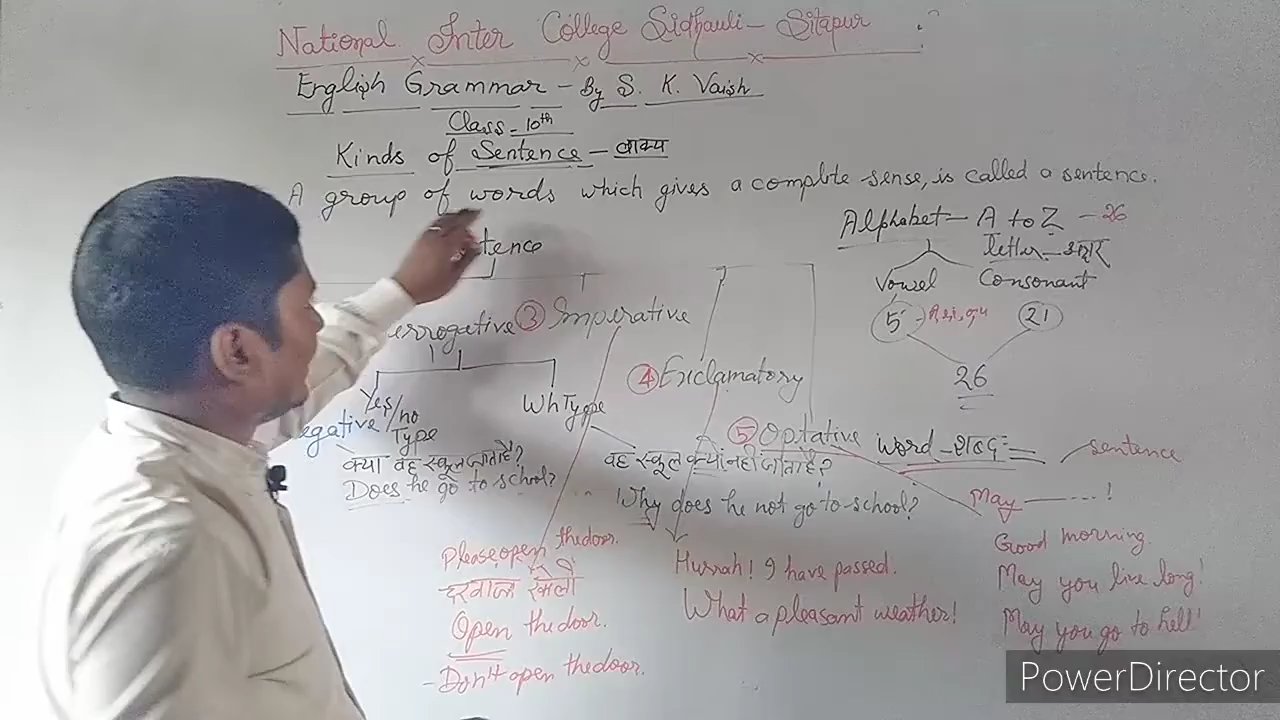 National Inter College Sidhauli - Sitapur
English Grammar - By S. K. Vaish
Class - 10th
Kinds of Sentence - वाक्य
A group of words which gives a complete sense, is called a sentence.
Alphabet - A to Z - 26
letter - अक्षर
Vowel Consonant
5 21
26
tence
errogative ③ Imperative
④ Exclamatory
⑤ Optative
Yes/no Type
Wh Type
egative
word - शब्द
sentence
क्या वह स्कूल जाता है?
Does he go to school?
वह स्कूल क्यों नहीं जाता है?
Why does he not go to school?
May ------!
Good morning.
May you live long!
May you go to hell!
Please open the door.
दरवाजा खोलो
Open the door.
- Don't open the door.
Hurrah! I have passed.
What a pleasant weather!
PowerDirector